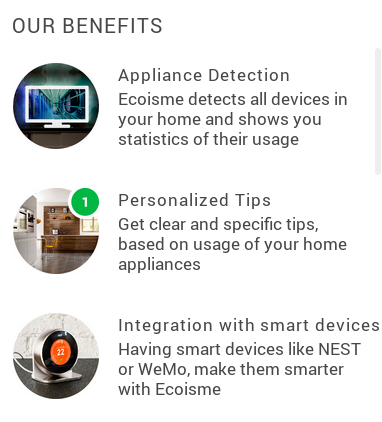 OUR BENEFITS
Appliance Detection
Ecoisme detects all devices in
your home and shows you
statistics of their usage
1
Personalized Tips
Get clear and specific tips,
based on usage of your home
appliances
Integration with smart devices
22
Having smart devices like NEST
or WeMo, make them smarter
with Ecoisme